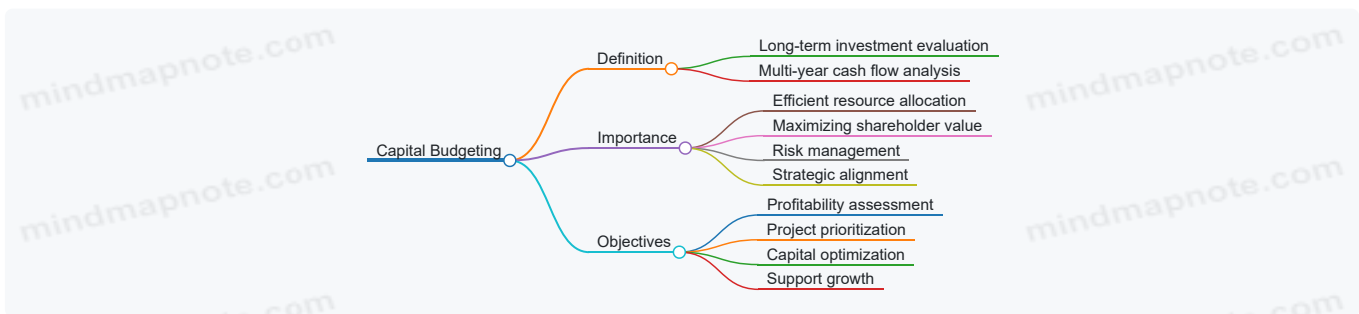 mindmapnote.com
mindmapnote.com
Capital Budgeting
Definition
Long-term investment evaluation
Multi-year cash flow analysis
Importance
Efficient resource allocation
Maximizing shareholder value
Risk management
Strategic alignment
Objectives
Profitability assessment
Project prioritization
Capital optimization
Support growth
mindmapnote.com
mindmapnote.com